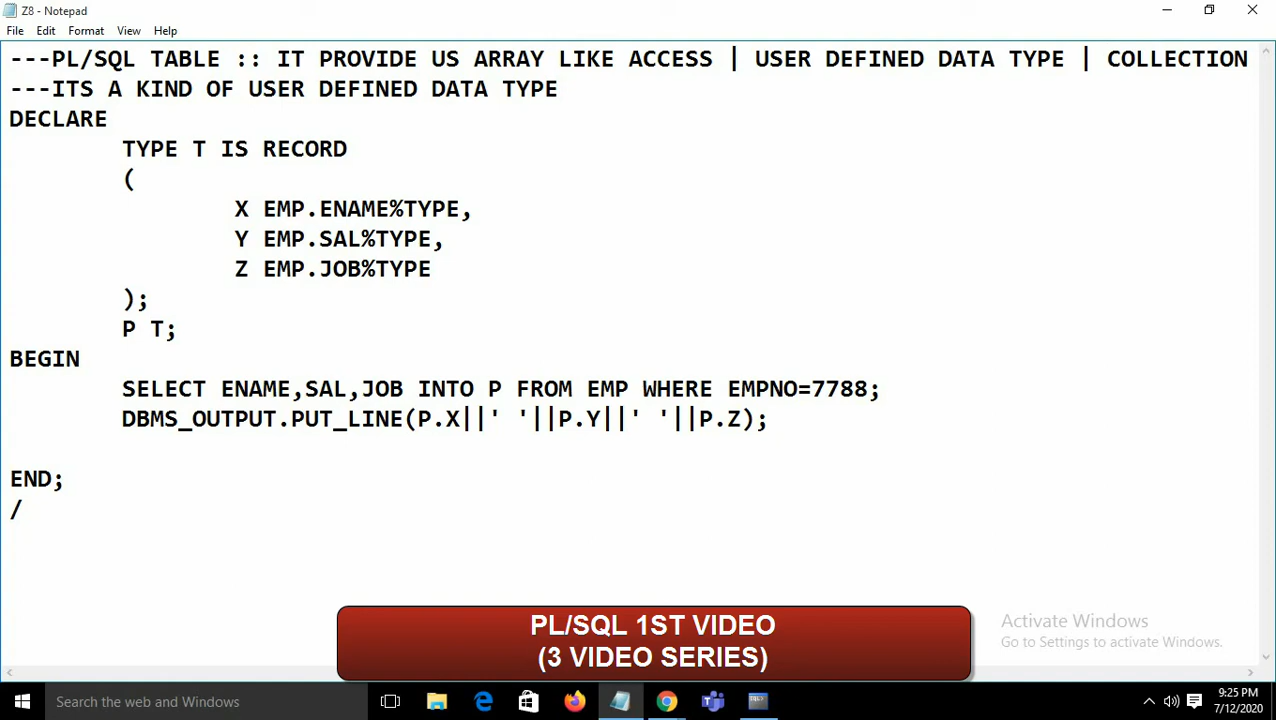 Z8 - Notepad
File Edit Format View Help
---PL/SQL TABLE :: IT PROVIDE US ARRAY LIKE ACCESS | USER DEFINED DATA TYPE | COLLECTION
---ITS A KIND OF USER DEFINED DATA TYPE
DECLARE
TYPE T IS RECORD
(
X EMP.ENAME%TYPE,
Y EMP.SAL%TYPE,
Z EMP.JOB%TYPE
);
P T;
BEGIN
SELECT ENAME,SAL,JOB INTO P FROM EMP WHERE EMPNO=7788;
DBMS_OUTPUT.PUT_LINE(P.X||' '||P.Y||' '||P.Z);
END;
/
PL/SQL 1ST VIDEO
(3 VIDEO SERIES)
Activate Windows
Go to Settings to activate Windows.
Search the web and Windows
9:25 PM
7/12/2020